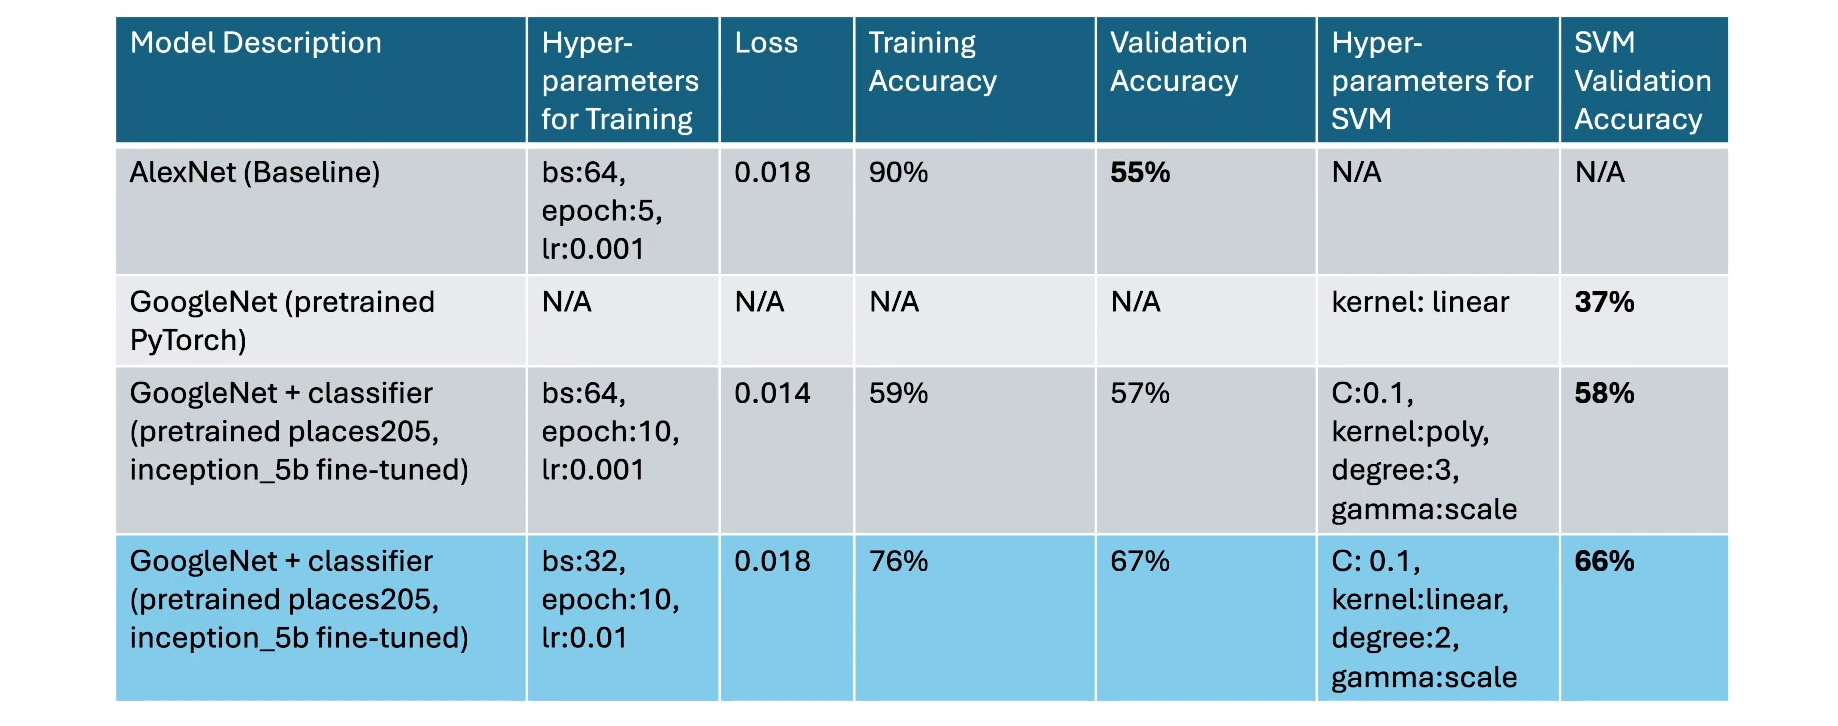 Model Description
Hyper-
parameters
for Training
Loss
Training
Accuracy
Validation
Accuracy
Hyper-
parameters for
SVM
SVM
Validation
Accuracy
AlexNet (Baseline)
bs:64,
epoch:5,
lr:0.001
0.018
90%
55%
N/A
N/A
GoogleNet (pretrained
PyTorch)
N/A
N/A
N/A
N/A
kernel: linear
37%
GoogleNet + classifier
(pretrained places205,
inception_5b fine-tuned)
bs:64,
epoch:10,
lr:0.001
0.014
59%
57%
C:0.1,
kernel:poly,
degree:3,
gamma:scale
58%
GoogleNet + classifier
(pretrained places205,
inception_5b fine-tuned)
bs:32,
epoch:10,
lr:0.01
0.018
76%
67%
C: 0.1,
kernel:linear,
degree:2,
gamma:scale
66%